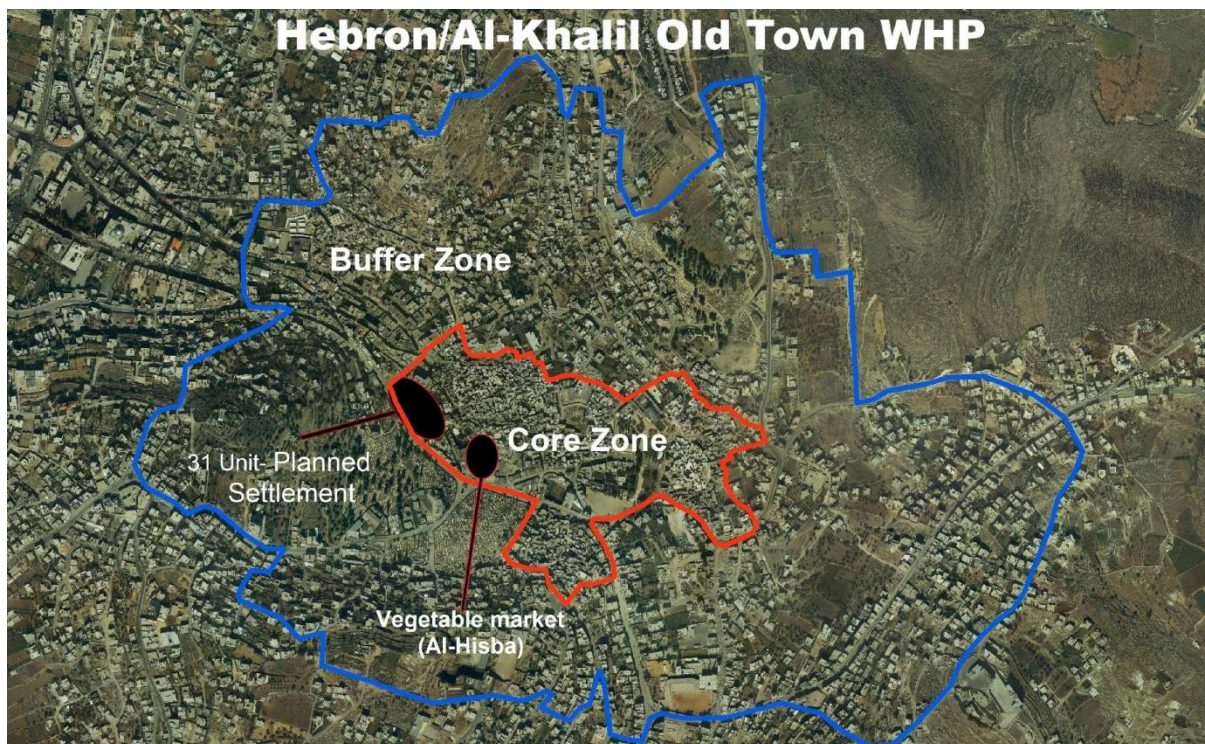 Hebron/Al-Khalil Old Town WHP
Buffer Zone
Core Zone
31 Unit- Planned
Settlement
Vegetable market
(Al-Hisba)